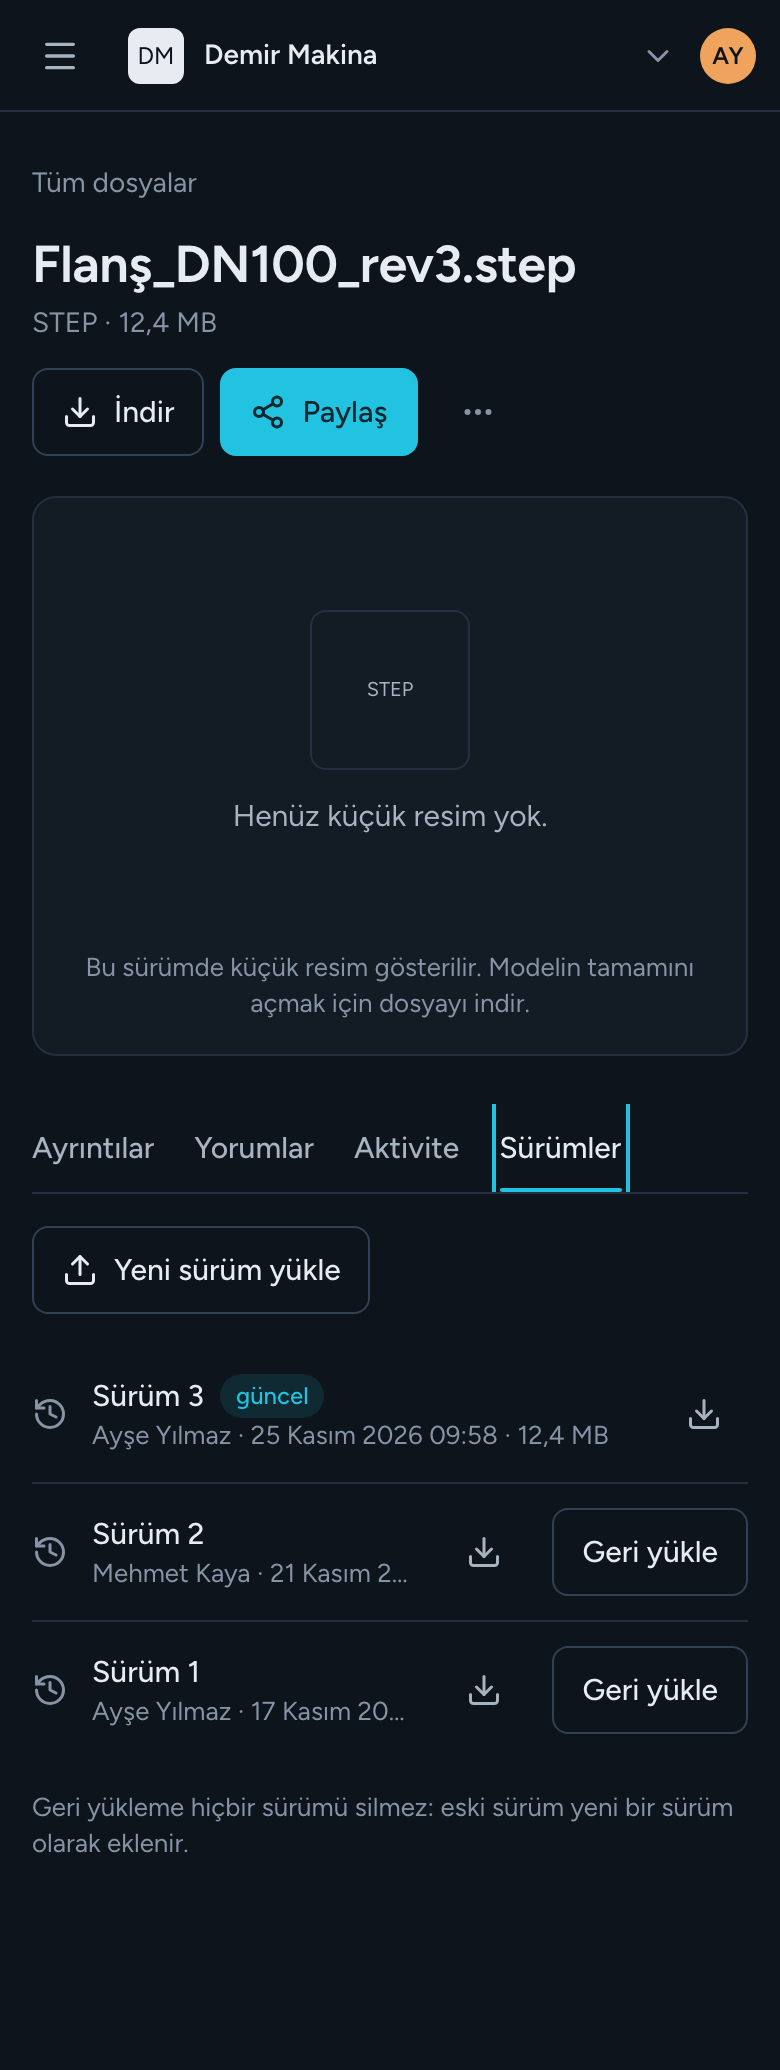 DM Demir Makina AY
Tüm dosyalar
Flanş_DN100_rev3.step
STEP · 12,4 MB
İndir Paylaş
STEP
Henüz küçük resim yok.
Bu sürümde küçük resim gösterilir. Modelin tamamını
açmak için dosyayı indir.
Ayrıntılar Yorumlar Aktivite Sürümler
Yeni sürüm yükle
Sürüm 3 güncel
Ayşe Yılmaz · 25 Kasım 2026 09:58 · 12,4 MB
Sürüm 2
Mehmet Kaya · 21 Kasım 2...
Geri yükle
Sürüm 1
Ayşe Yılmaz · 17 Kasım 20...
Geri yükle
Geri yükleme hiçbir sürümü silmez: eski sürüm yeni bir sürüm
olarak eklenir.